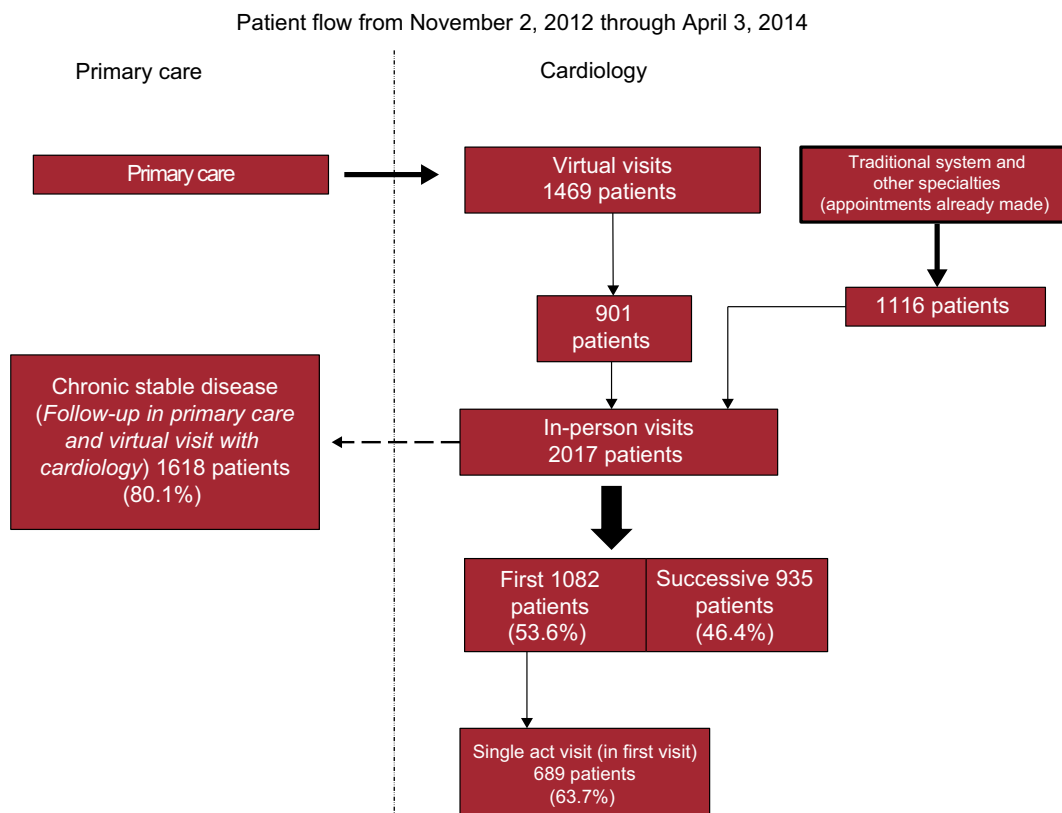 Patient flow from November 2, 2012 through April 3, 2014
Primary care
Cardiology
Primary care
Virtual visits
1469 patients
Traditional system and
other specialties
(appointments already made)
901
patients
1116 patients
Chronic stable disease
(Follow-up in primary care
and virtual visit with
cardiology) 1618 patients
(80.1%)
In-person visits
2017 patients
First 1082
patients
(53.6%)
Successive 935
patients
(46.4%)
Single act visit (in first visit)
689 patients
(63.7%)